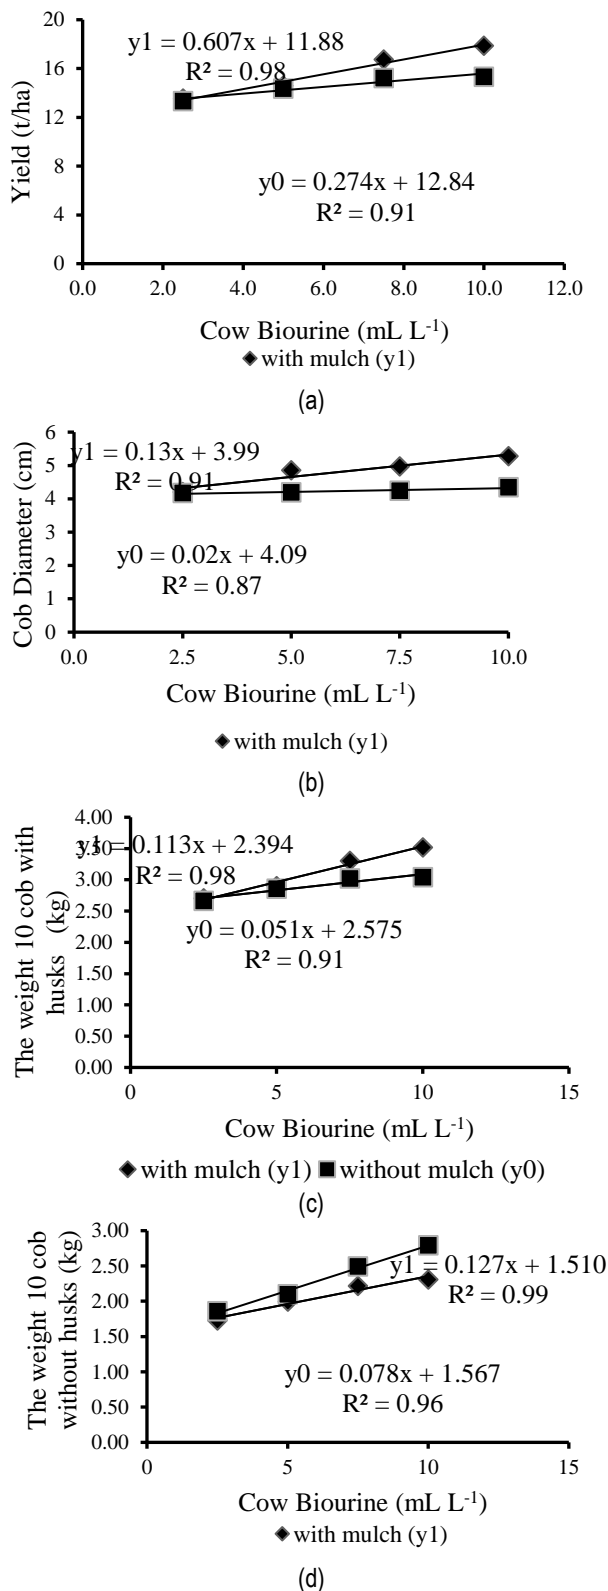 20
16
12
8
4
0
Yield (t/ha)
y1 = 0.607x + 11.88
R² = 0.98
y0 = 0.274x + 12.84
R² = 0.91
0.0 2.0 4.0 6.0 8.0 10.0 12.0
Cow Biourine (mL L-1)
with mulch (y1)
(a)
6
5
4
3
2
1
0
Cob Diameter (cm)
y1 = 0.13x + 3.99
R² = 0.91
y0 = 0.02x + 4.09
R² = 0.87
0.0 2.5 5.0 7.5 10.0
Cow Biourine (mL L-1)
with mulch (y1)
(b)
4.00
3.50
3.00
2.50
2.00
1.50
1.00
0.50
0.00
The weight 10 cob with
husks (kg)
y1 = 0.113x + 2.394
R² = 0.98
y0 = 0.051x + 2.575
R² = 0.91
0 5 10 15
Cow Biourine (mL L-1)
with mulch (y1) without mulch (y0)
(c)
3.00
2.50
2.00
1.50
1.00
0.50
0.00
The weight 10 cob
without husks (kg)
y1 = 0.127x + 1.510
R² = 0.99
y0 = 0.078x + 1.567
R² = 0.96
0 5 10 15
Cow Biourine (mL L-1)
with mulch (y1)
(d)